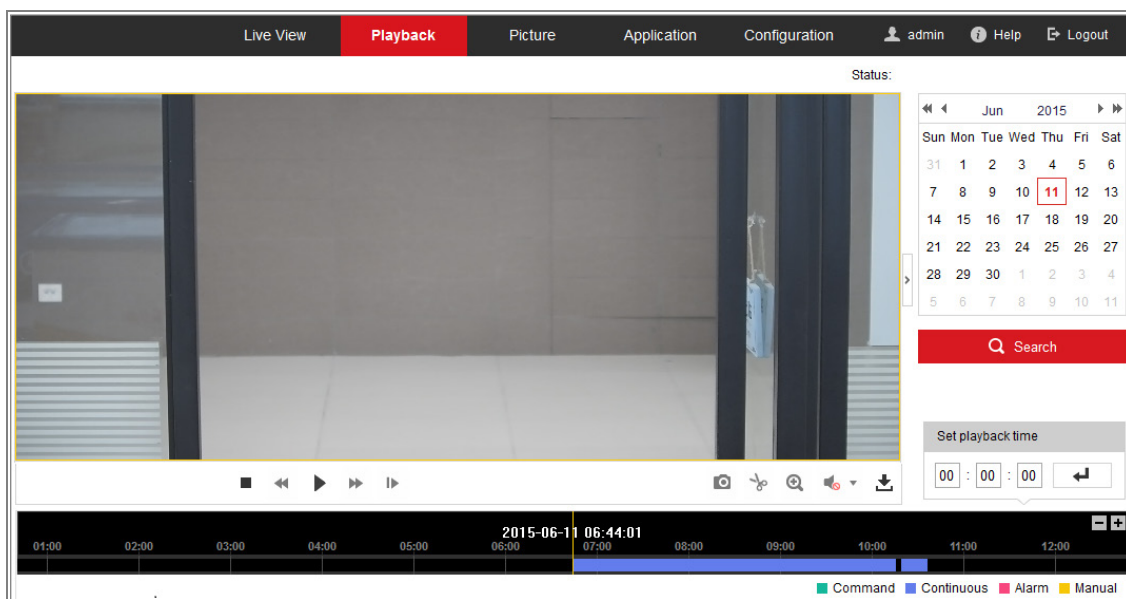 Live View Playback Picture Application Configuration admin Help Logout
Status:
Jun 2015
Sun Mon Tue Wed Thu Fri Sat
31 1 2 3 4 5 6
7 8 9 10 11 12 13
14 15 16 17 18 19 20
21 22 23 24 25 26 27
28 29 30 1 2 3 4
5 6 7 8 9 10 11
Search
Set playback time
00 : 00 : 00
2015-06-11 06:44:01
01:00 02:00 03:00 04:00 05:00 06:00 07:00 08:00 09:00 10:00 11:00 12:00
Command Continuous Alarm Manual